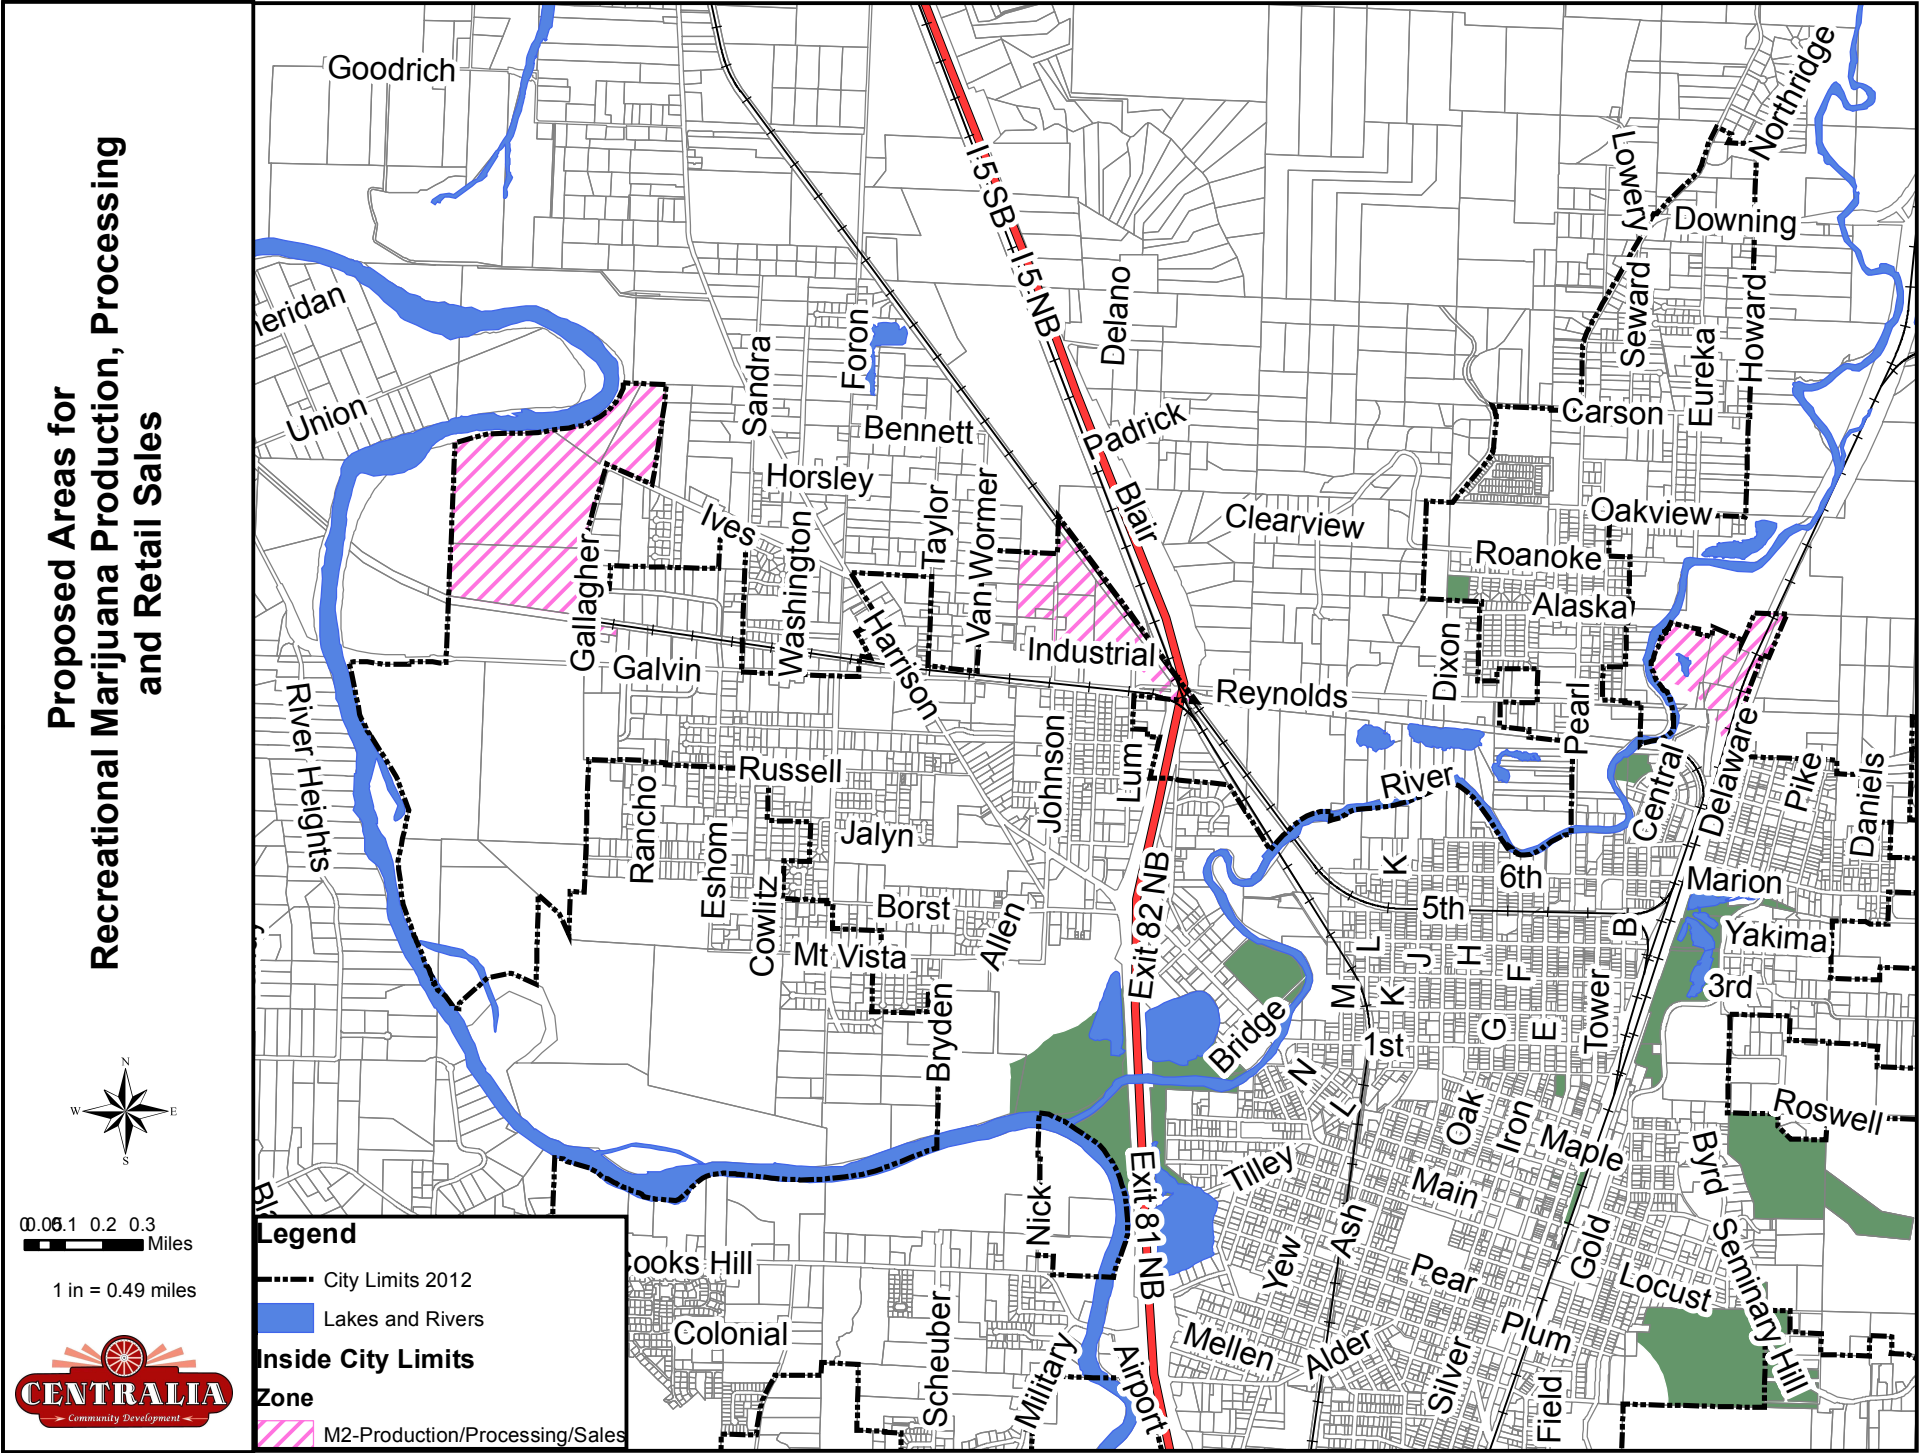 Proposed Areas for
Recreational Marijuana Production, Processing
and Retail Sales
N
W
E
S
0.1 0.2 0.3
Miles
1 in = 0.49 miles
CENTRALIA
Community Development
Legend
City Limits 2012
Lakes and Rivers
Inside City Limits
Zone
M2-Production/Processing/Sales
Goodrich
Northridge
Lowery
Downing
I 5 SB
I 5 NB
Delano
Seward
Howard
Eureka
Sandra
Foron
Union
Bennett
Padrick
Carson
Horsley
Blair
Clearview
Oakview
Ives
Taylor
Van Wormer
Washington
Roanoke
Alaska
Gallagher
Harrison
Industrial
Galvin
Reynolds
Dixon
Pearl
River Heights
Johnson
Lum
Russell
River
Central
Delaware
Pike
Daniels
Rancho
Eshom
Jalyn
Cowlitz
Borst
Mt Vista
Allen
Exit 82 NB
K
6th
5th
Marion
B
Yakima
3rd
L
J
H
F
M
K
G
E
Tower
Bryden
Bridge
1st
N
L
Oak
Iron
Maple
Roswell
Byrd
Tilley
Main
Nick
Exit 81 NB
Yew
Ash
Pear
Gold
Locust
Seminary Hill
ooks Hill
Colonial
Scheuber
Military
Airport
Mellen
Alder
Silver
Plum
Field